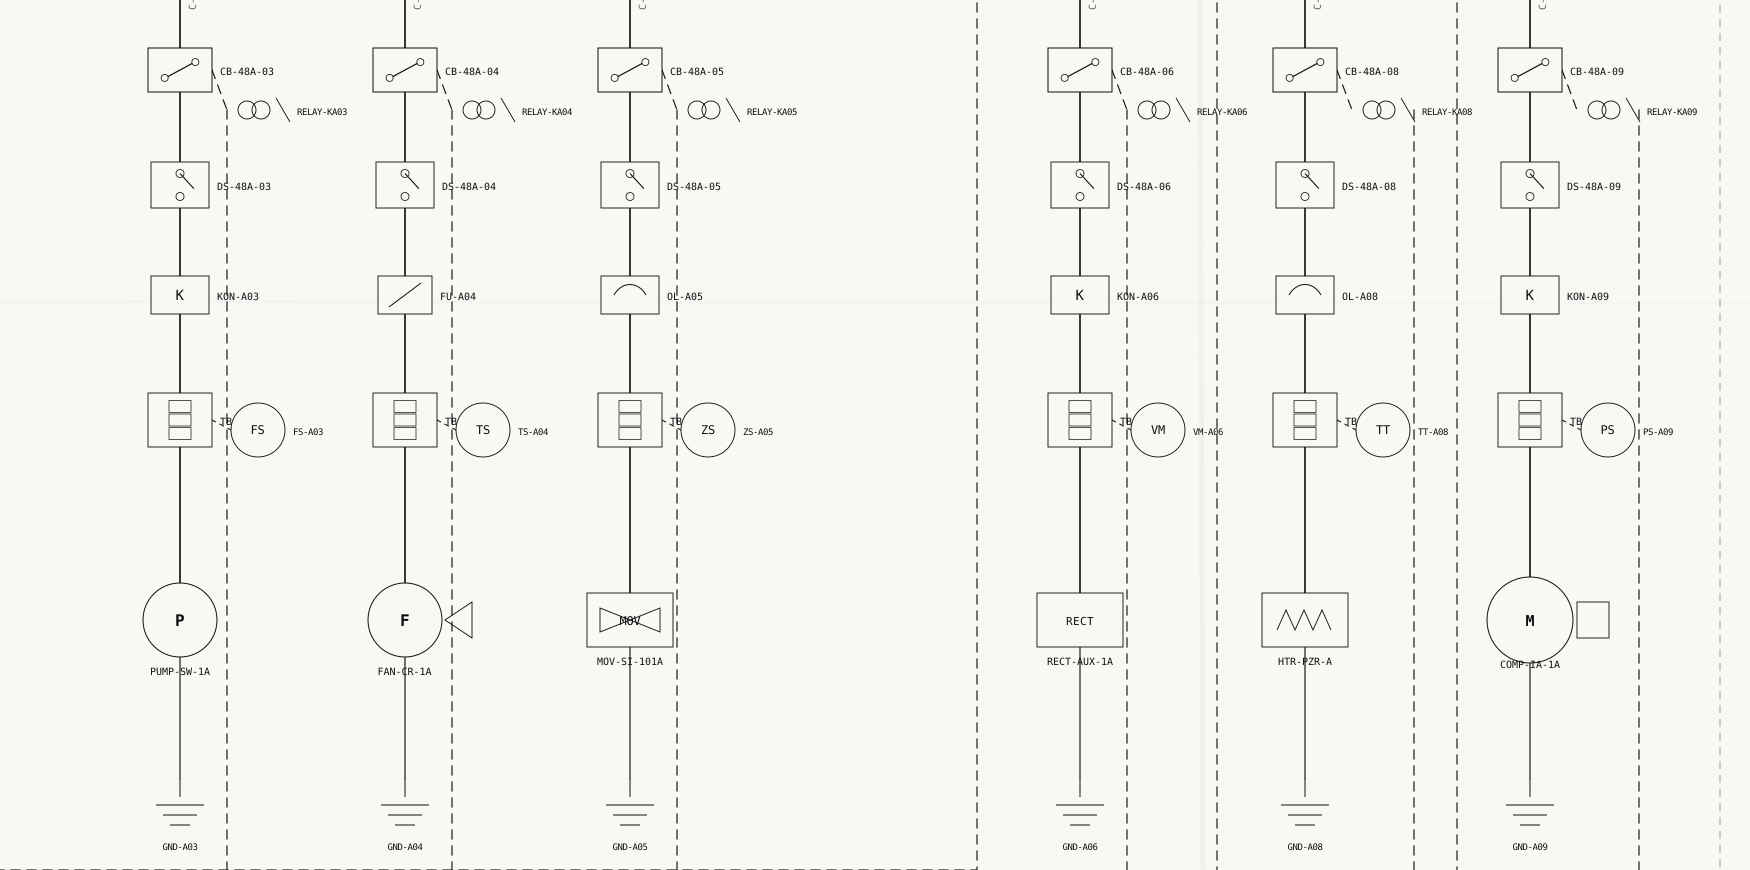 C-
C-
C-
C-
C-
C-
CB-48A-03
CB-48A-04
CB-48A-05
CB-48A-06
CB-48A-08
CB-48A-09
RELAY-KA03
RELAY-KA04
RELAY-KA05
RELAY-KA06
RELAY-KA08
RELAY-KA09
DS-48A-03
DS-48A-04
DS-48A-05
DS-48A-06
DS-48A-08
DS-48A-09
K
KON-A03
FU-A04
OL-A05
K
KON-A06
OL-A08
K
KON-A09
TB
FS
FS-A03
TB
TS
TS-A04
TB
ZS
ZS-A05
TB
VM
VM-A06
TB
TT
TT-A08
TB
PS
PS-A09
P
F
MOV
RECT
M
PUMP-SW-1A
FAN-CR-1A
MOV-SI-101A
RECT-AUX-1A
HTR-PZR-A
COMP-IA-1A
GND-A03
GND-A04
GND-A05
GND-A06
GND-A08
GND-A09